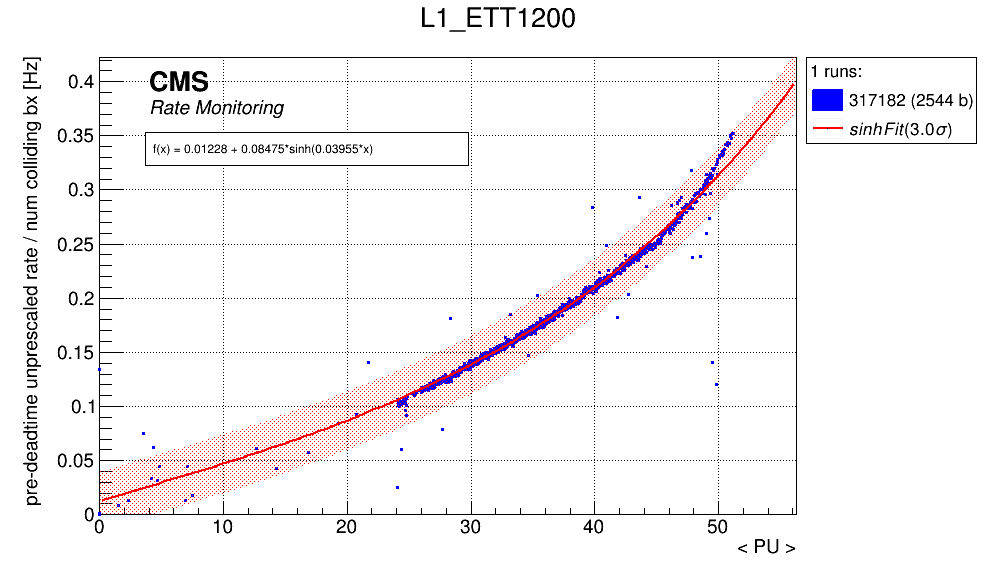 L1_ETT1200
pre-deadtime unprescaled rate / num colliding bx [Hz]
0.4
0.35
0.3
0.25
0.2
0.15
0.1
0.05
0
CMS
Rate Monitoring
f(x) = 0.01228 + 0.08475*sinh(0.03955*x)
1 runs:
317182 (2544 b)
sinhFit(3.0σ)
0 10 20 30 40 50
< PU >